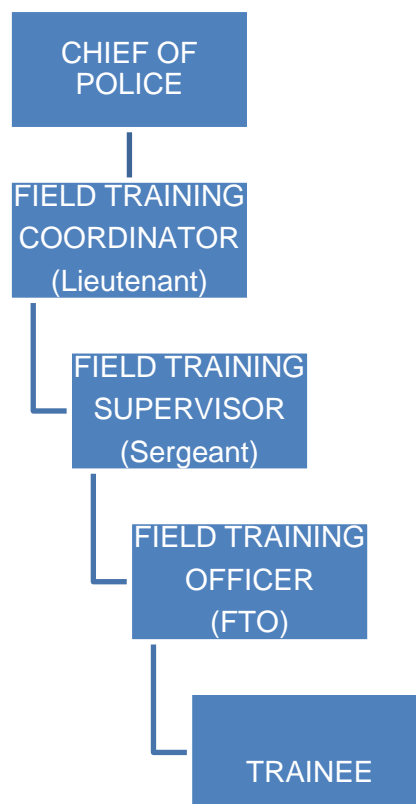 CHIEF OF
POLICE
FIELD TRAINING
COORDINATOR
(Lieutenant)
FIELD TRAINING
SUPERVISOR
(Sergeant)
FIELD TRAINING
OFFICER
(FTO)
TRAINEE